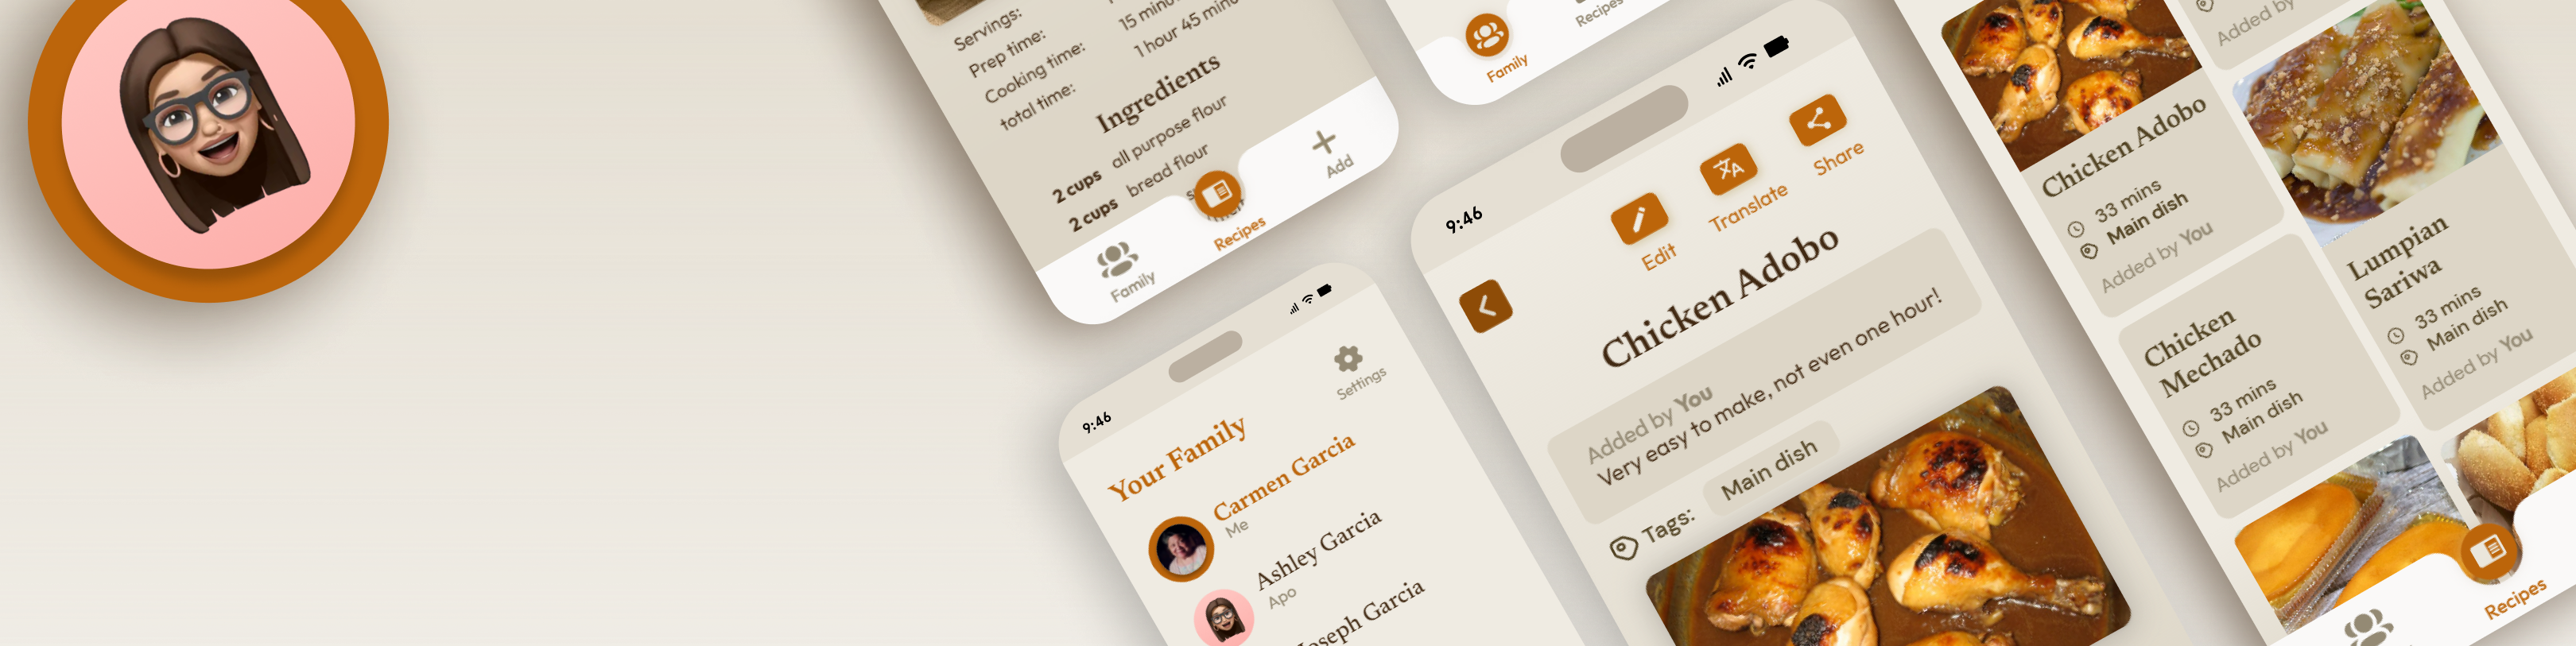 Servings:
Prep time:
15 minu
Cooking time:
1 hour 45 minu
total time:
Ingredients
2 cups all purpose flour
2 cups bread flour
Family
Recipes
Add
Family
Recipes
9:46
Settings
Your Family
Carmen Garcia
Me
Ashley Garcia
Apo
Joseph Garcia
9:46
Edit
Translate
Share
Chicken Adobo
Added by You
Very easy to make, not even one hour!
Tags: Main dish
Chicken Adobo
33 mins
Main dish
Added by You
Chicken
Mechado
33 mins
Main dish
Added by You
Added by
Lumpian
Sariwa
33 mins
Main dish
Added by You
Recipes